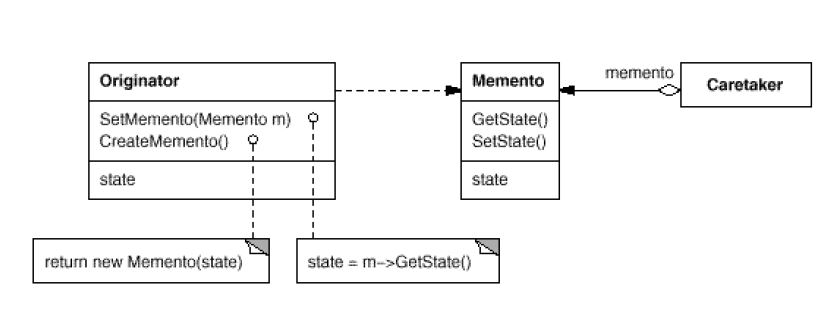 Originator
SetMemento(Memento m)
CreateMemento()
state
Memento
GetState()
SetState()
state
memento
Caretaker
return new Memento(state)
state = m->GetState()